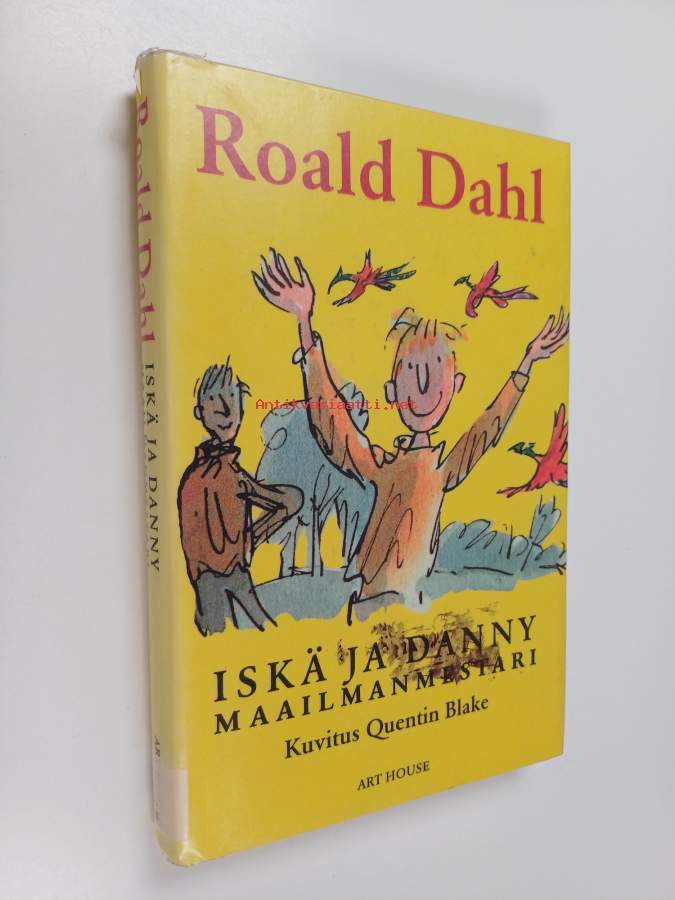 Roald Dahl
ISKÄ JA DANNY
MAAILMANMESTARI
Kuvitus Quentin Blake
ART HOUSE
Roald Dahl ISKÄ JA DANNY
Antikvariaatti.net